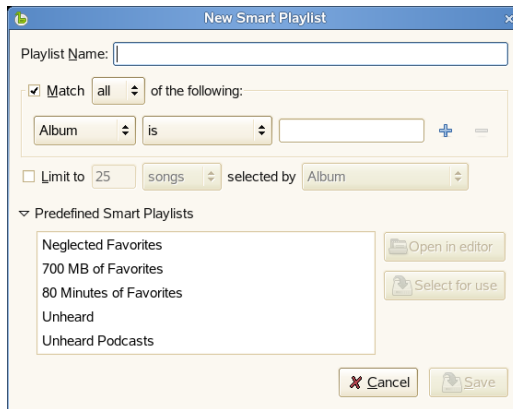 New Smart Playlist
Playlist Name:
Match all of the following:
Album is
Limit to 25 songs selected by Album
Predefined Smart Playlists
Neglected Favorites
700 MB of Favorites
80 Minutes of Favorites
Unheard
Unheard Podcasts
Open in editor
Select for use
Cancel Save